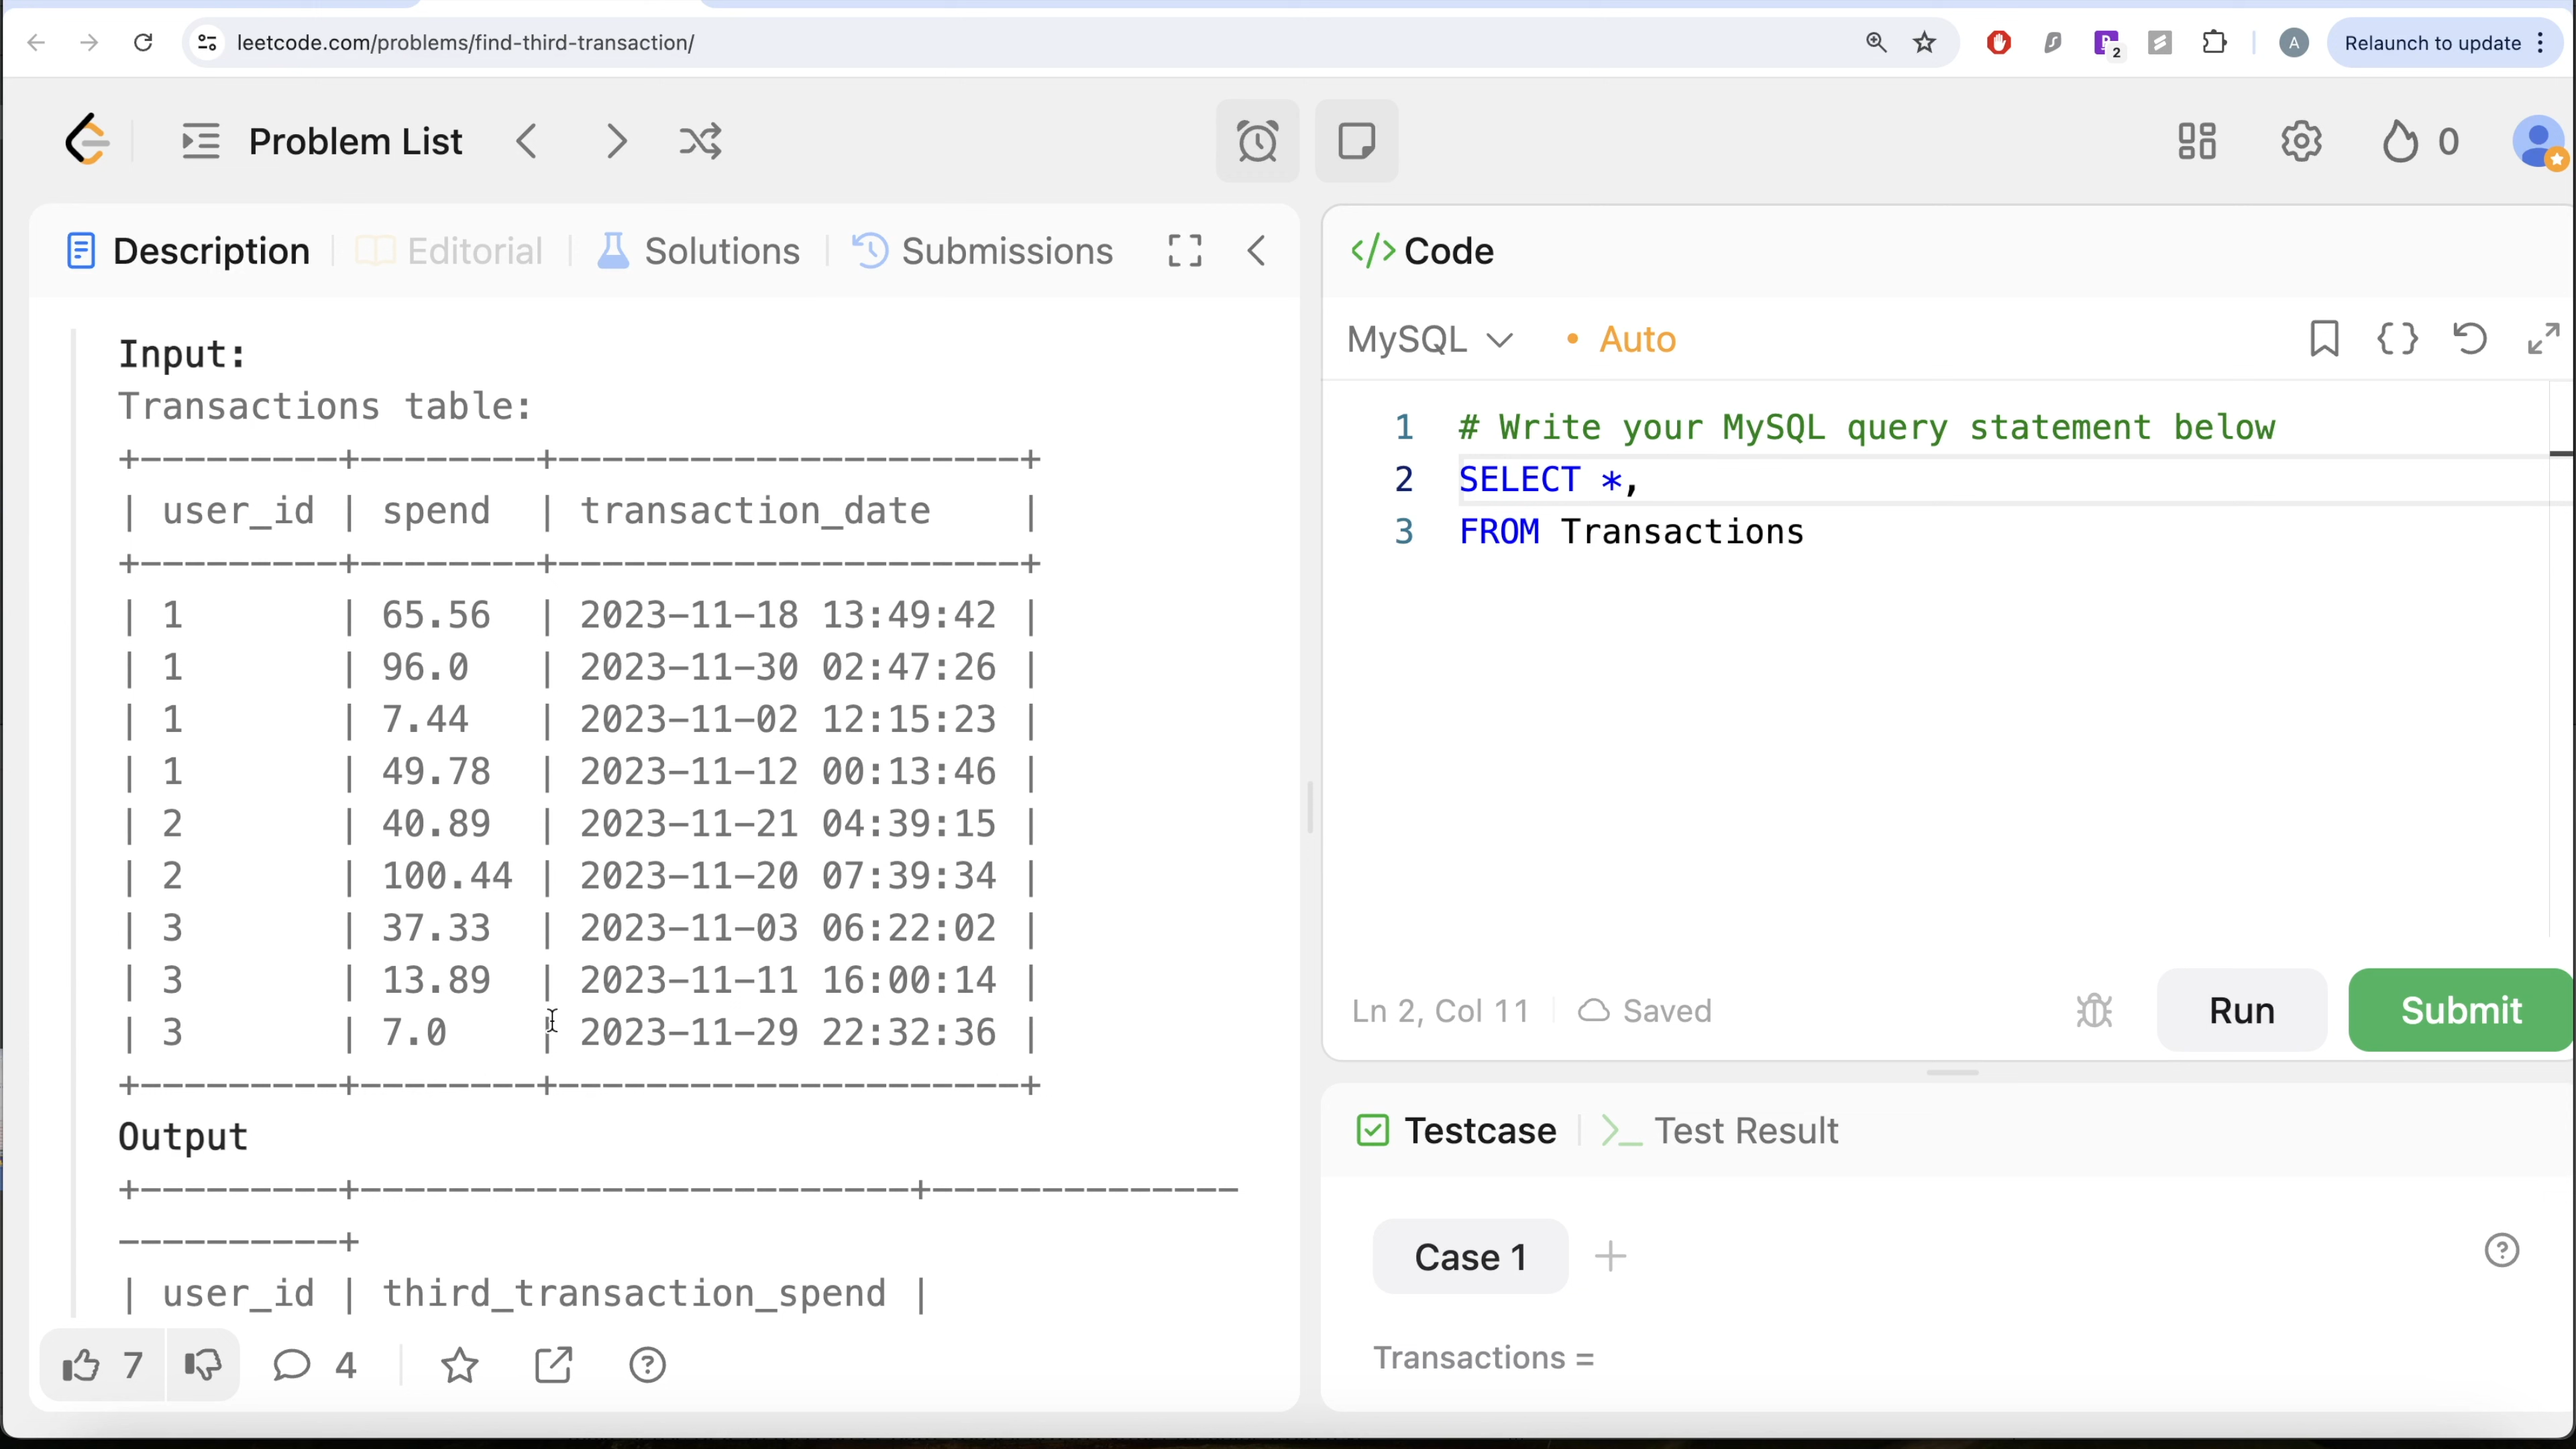 leetcode.com/problems/find-third-transaction/
2
A
Relaunch to update
Problem List
0
Description
Editorial
Solutions
Submissions
Input:
Transactions table:
+---------+--------+---------------------+
| user_id | spend  | transaction_date    |
+---------+--------+---------------------+
| 1       | 65.56  | 2023-11-18 13:49:42 |
| 1       | 96.0   | 2023-11-30 02:47:26 |
| 1       | 7.44   | 2023-11-02 12:15:23 |
| 1       | 49.78  | 2023-11-12 00:13:46 |
| 2       | 40.89  | 2023-11-21 04:39:15 |
| 2       | 100.44 | 2023-11-20 07:39:34 |
| 3       | 37.33  | 2023-11-03 06:22:02 |
| 3       | 13.89  | 2023-11-11 16:00:14 |
| 3       | 7.0    | 2023-11-29 22:32:36 |
+---------+--------+---------------------+
Output
+---------+-------------------------+--------------
----------+
| user_id | third_transaction_spend |
7
4
</> Code
MySQL
• Auto
1 # Write your MySQL query statement below
2 SELECT *,
3 FROM Transactions
Ln 2, Col 11
Saved
Run
Submit
Testcase
>_ Test Result
Case 1
+
Transactions =